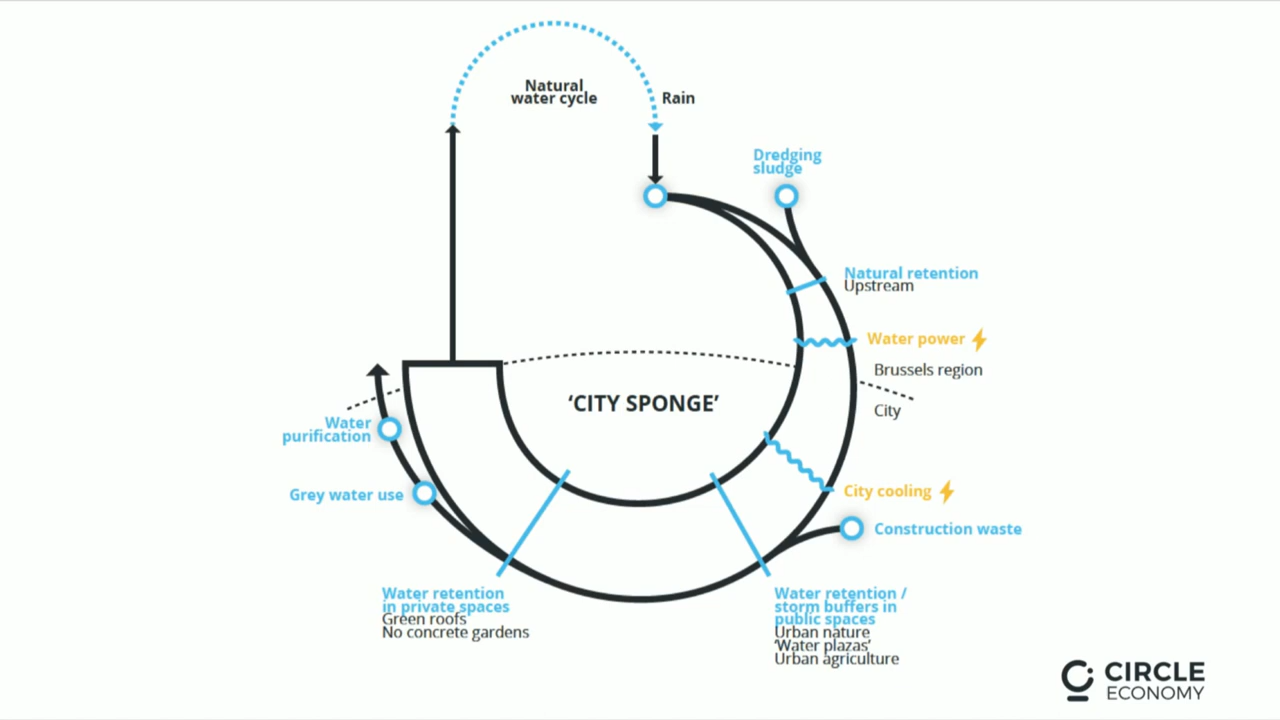 Natural
water cycle
Rain
Dredging
sludge
Natural retention
Upstream
Water power
Brussels region
City
'CITY SPONGE'
Water
purification
Grey water use
City cooling
Construction waste
Water retention
in private spaces
Green roofs
No concrete gardens
Water retention /
storm buffers in
public spaces
Urban nature
'Water plazas'
Urban agriculture
CIRCLE
ECONOMY